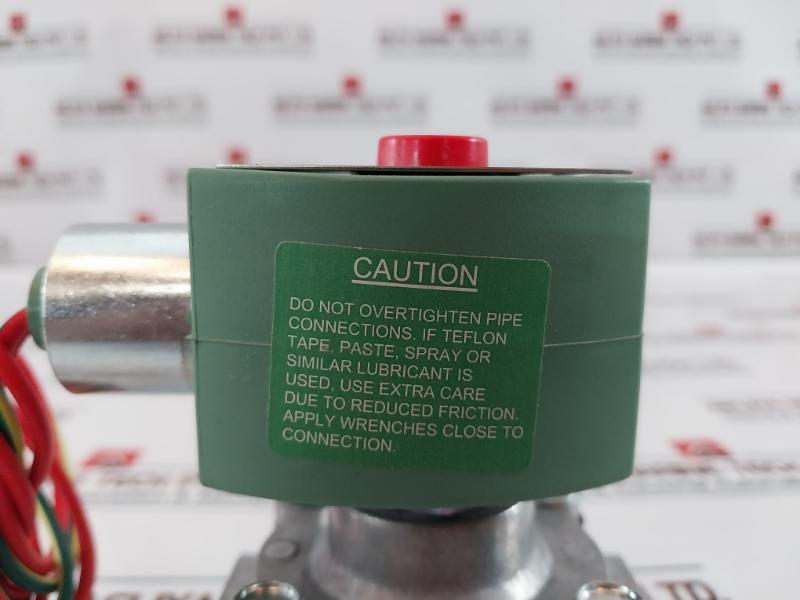 CAUTION
DO NOT OVERTIGHTEN PIPE
CONNECTIONS. IF TEFLON
TAPE, PASTE, SPRAY OR
SIMILAR LUBRICANT IS
USED, USE EXTRA CARE
DUE TO REDUCED FRICTION.
APPLY WRENCHES CLOSE TO
CONNECTION.